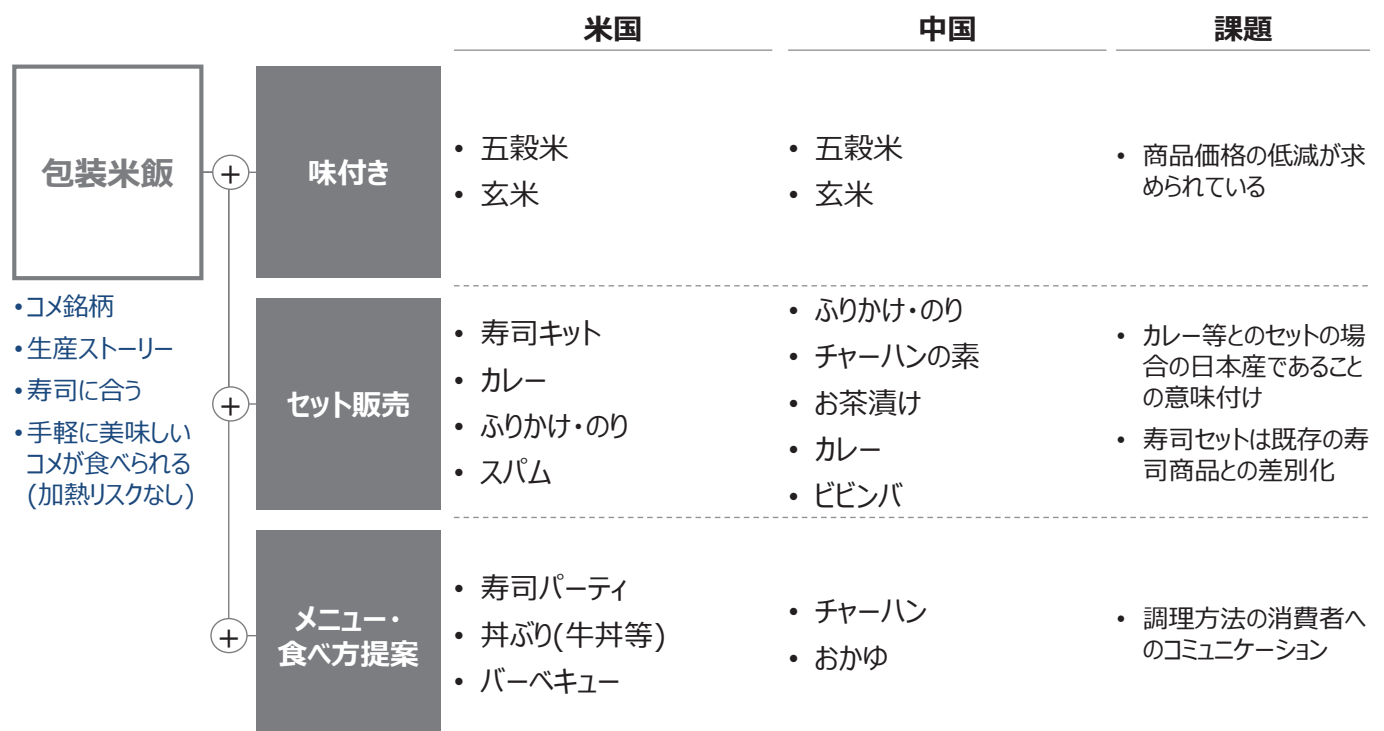 米国 中国 課題
包装米飯
+
味付き
• 五穀米
• 玄米
• 五穀米
• 玄米
• 商品価格の低減が求
められている
•コメ銘柄
•生産ストーリー
•寿司に合う
•手軽に美味しい
コメが食べられる
(加熱リスクなし)
+
セット販売
• 寿司キット
• カレー
• ふりかけ・のり
• スパム
• ふりかけ・のり
• チャーハンの素
• お茶漬け
• カレー
• ビビンバ
• カレー等とのセットの場
合の日本産であること
の意味付け
• 寿司セットは既存の寿
司商品との差別化
+
メニュー・
食べ方提案
• 寿司パーティ
• 丼ぶり(牛丼等)
• バーベキュー
• チャーハン
• おかゆ
• 調理方法の消費者へ
のコミュニケーション